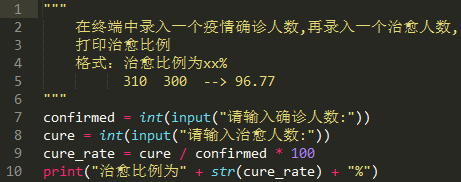 1 """
2 在终端中录入一个疫情确诊人数,再录入一个治愈人数,
3 打印治愈比例
4 格式: 治愈比例为xx%
5 310 300 --> 96.77
6 """
7 confirmed = int(input("请输入确诊人数:"))
8 cure = int(input("请输入治愈人数:"))
9 cure_rate = cure / confirmed * 100
10 print("治愈比例为" + str(cure_rate) + "%")